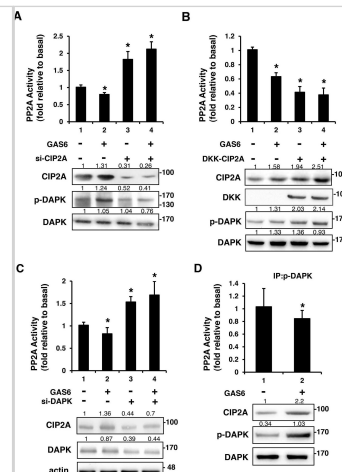 A
PP2A Activity
(fold relative to basal)
2.5
2
1.5
1
0.5
0
*
*
*
1 2 3 4
GAS6 - + - +
si-CIP2A - - + +
1 1.31 0.31 0.26
CIP2A -100
1 1.24 0.52 0.41
p-DAPK -170
-130
1 1.05 1.04 0.76
DAPK -170
B
PP2A Activity
(fold relative to basal)
1.2
1
0.8
0.6
0.4
0.2
0
*
*
*
1 2 3 4
GAS6 - + - +
DKK-CIP2A - - + +
1 1.58 1.94 2.51
CIP2A
DKK
1 1.31 2.03 2.14
p-DAPK
1 1.33 1.36 0.93
DAPK
C
PP2A Activity
(fold relative to basal)
2
1.5
1
0.5
0
*
*
*
1 2 3 4
GAS6 - + - +
si-DAPK - - + +
1 1.36 0.44 0.7
CIP2A -100
1 0.87 0.39 0.44
DAPK -170
actin - 48
D
IP:p-DAPK
PP2A Activity
(fold relative to basal)
1.4
1.2
1
0.8
0.6
0.4
0.2
0
*
1 2
GAS6 - +
1 2.2
CIP2A -100
0.34 1.03
p-DAPK -170
DAPK -170